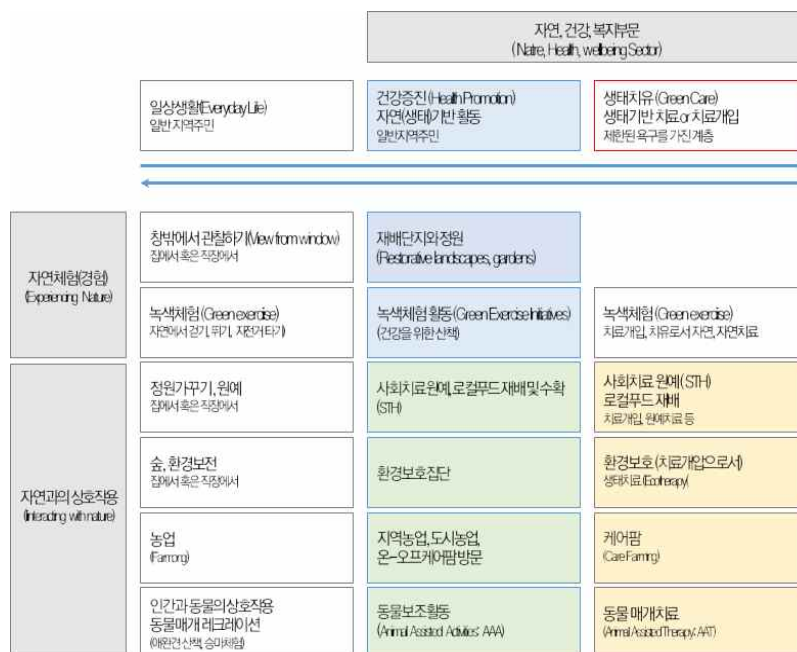 자연, 건강, 복지부문
(Natre, Health, wellbeing Sector)
일상생활(Everyday Life)
일반 지역주민
건강증진 (Health Promotion)
자연(생태)기반 활동
일반지역주민
생태치유 (Green Care)
생태기반 치료 or 치료개입
제한된 욕구를 가진 계층
자연체험(경험)
(Experiencing Nature)
창밖에서 관찰하기(View from window)
집에서 혹은 직장에서
재배단지와 정원
(Restorative landscapes, gardens)
녹색체험 (Green exercise)
자연에서 걷기, 뛰기, 자전거 타기)
녹색체험 활동 (Green Exercise Initiatives)
(건강을 위한 산책)
녹색체험 (Green exercise)
치료개입, 치유로서 자연, 자연치료
자연과의 상호작용
(interacting with nature)
정원가꾸기, 원예
집에서 혹은 직장에서
사회치료 원예, 로컬푸드 재배 및 수확
(STH)
사회치료 원예 (STH)
로컬푸드 재배
치료개입, 원예치료 등
숲, 환경보전
집에서 혹은 직장에서
환경보호집단
환경보호 (치료개입으로서)
생태치료 (Ecotherapy(
농업
(Farmorg)
지역농업, 도시농업,
온-오프케어팜 방문
케어팜
(Care Farming)
인간과 동물의 상호작용
동물매개 레크레이션
(애완견 산책, 승마체험)
동물보조활동
(Animal Assisted Activities: AAA)
동물 매개치료
(Animal Assisted Therapy: AAT)